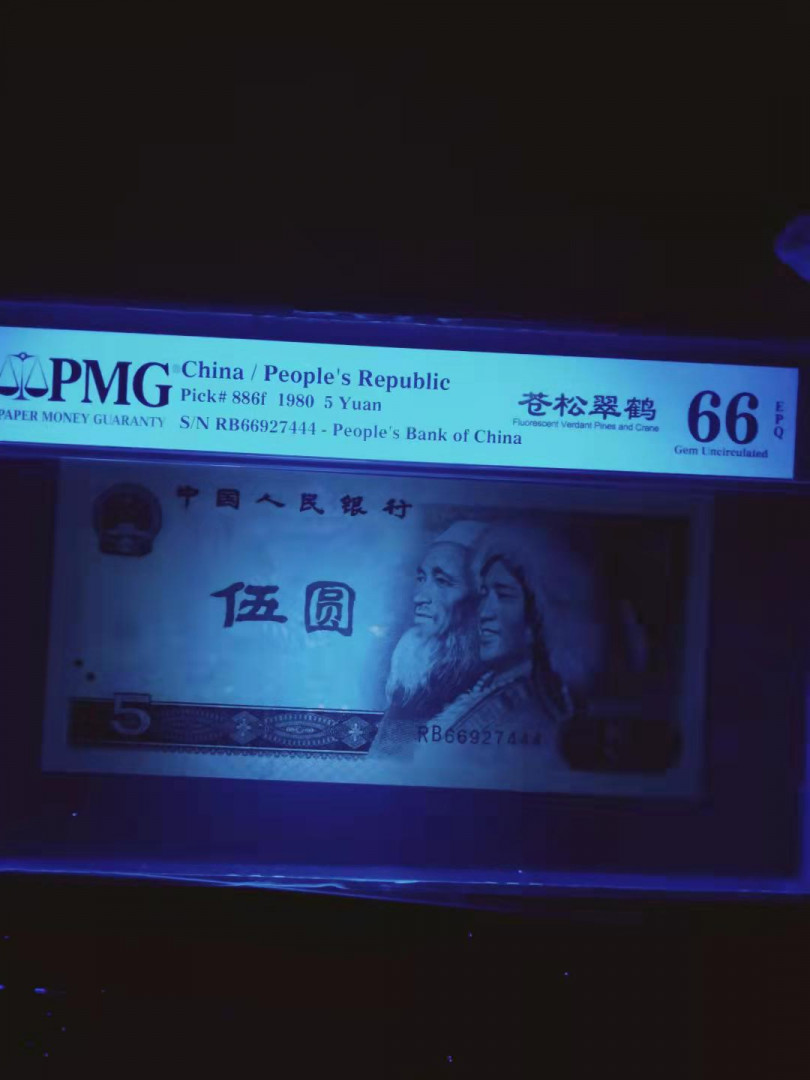 PMG®
PAPER MONEY GUARANTY
China / People's Republic
Pick# 886f 1980 5 Yuan
S/N RB66927444 - People's Bank of China
苍松翠鹤
Fluorescent Verdant Pines and Crane
66
EPQ
Gem Uncirculated
中国人民银行
伍圆
5
RB66927444